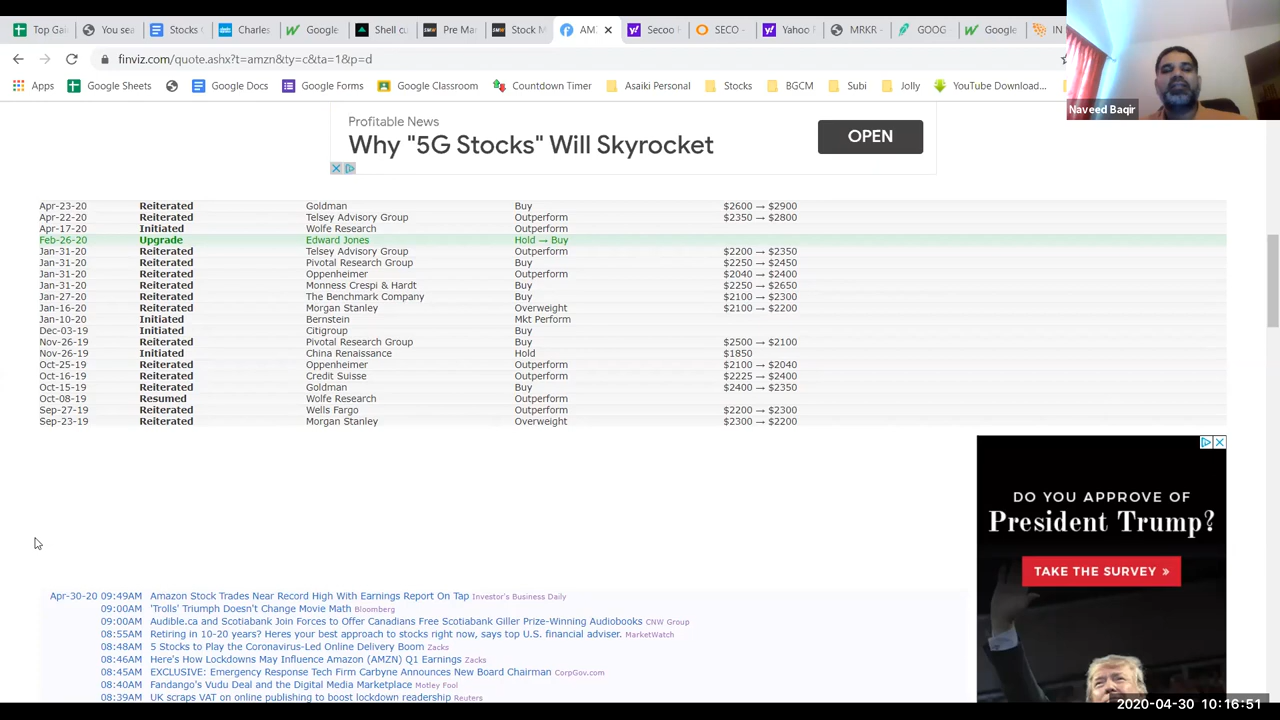 Top Ga
You sea
Stocks
Charles
Google
Shell cu
Pre Ma
Stock M
AM
Secoo
SECO -
Yahoo F
MRKR -
GOOG
Google
IN
finviz.com/quote.ashx?t=amzn&ty=c&ta=1&p=d
Apps Google Sheets Google Docs Google Forms Google Classroom Countdown Timer Asaiki Personal Stocks BGCM Subi Jolly YouTube Download...
Naveed Baqir
Profitable News
Why "5G Stocks" Will Skyrocket
OPEN
Apr-23-20 Reiterated Goldman Buy $2600 → $2900
Apr-22-20 Reiterated Telsey Advisory Group Outperform $2350 → $2800
Apr-17-20 Initiated Wolfe Research Outperform
Feb-26-20 Upgrade Edward Jones Hold → Buy
Jan-31-20 Reiterated Telsey Advisory Group Outperform $2200 → $2350
Jan-31-20 Reiterated Pivotal Research Group Buy $2250 → $2450
Jan-31-20 Reiterated Oppenheimer Outperform $2040 → $2400
Jan-31-20 Reiterated Monness Crespi & Hardt Buy $2250 → $2650
Jan-27-20 Reiterated The Benchmark Company Buy $2100 → $2300
Jan-16-20 Reiterated Morgan Stanley Overweight $2100 → $2200
Jan-10-20 Initiated Bernstein Mkt Perform
Dec-03-19 Initiated Citigroup Buy
Nov-26-19 Reiterated Pivotal Research Group Buy $2500 → $2100
Nov-26-19 Initiated China Renaissance Hold $1850
Oct-25-19 Reiterated Oppenheimer Outperform $2100 → $2040
Oct-16-19 Reiterated Credit Suisse Outperform $2225 → $2400
Oct-15-19 Reiterated Goldman Buy $2400 → $2350
Oct-08-19 Resumed Wolfe Research Outperform
Sep-27-19 Reiterated Wells Fargo Outperform $2200 → $2300
Sep-23-19 Reiterated Morgan Stanley Overweight $2300 → $2200
DO YOU APPROVE OF
President Trump?
TAKE THE SURVEY »
Apr-30-20 09:49AM Amazon Stock Trades Near Record High With Earnings Report On Tap Investor's Business Daily
09:00AM 'Trolls' Triumph Doesn't Change Movie Math Bloomberg
09:00AM Audible.ca and Scotiabank Join Forces to Offer Canadians Free Scotiabank Giller Prize-Winning Audiobooks CNW Group
08:55AM Retiring in 10-20 years? Heres your best approach to stocks right now, says top U.S. financial adviser. MarketWatch
08:48AM 5 Stocks to Play the Coronavirus-Led Online Delivery Boom Zacks
08:46AM Here's How Lockdowns May Influence Amazon (AMZN) Q1 Earnings Zacks
08:45AM EXCLUSIVE: Emergency Response Tech Firm Carbyne Announces New Board Chairman CorpGov.com
08:40AM Fandango's Vudu Deal and the Digital Media Marketplace Motley Fool
08:39AM UK scraps VAT on online publishing to boost lockdown readership Reuters
2020-04-30 10:16:51